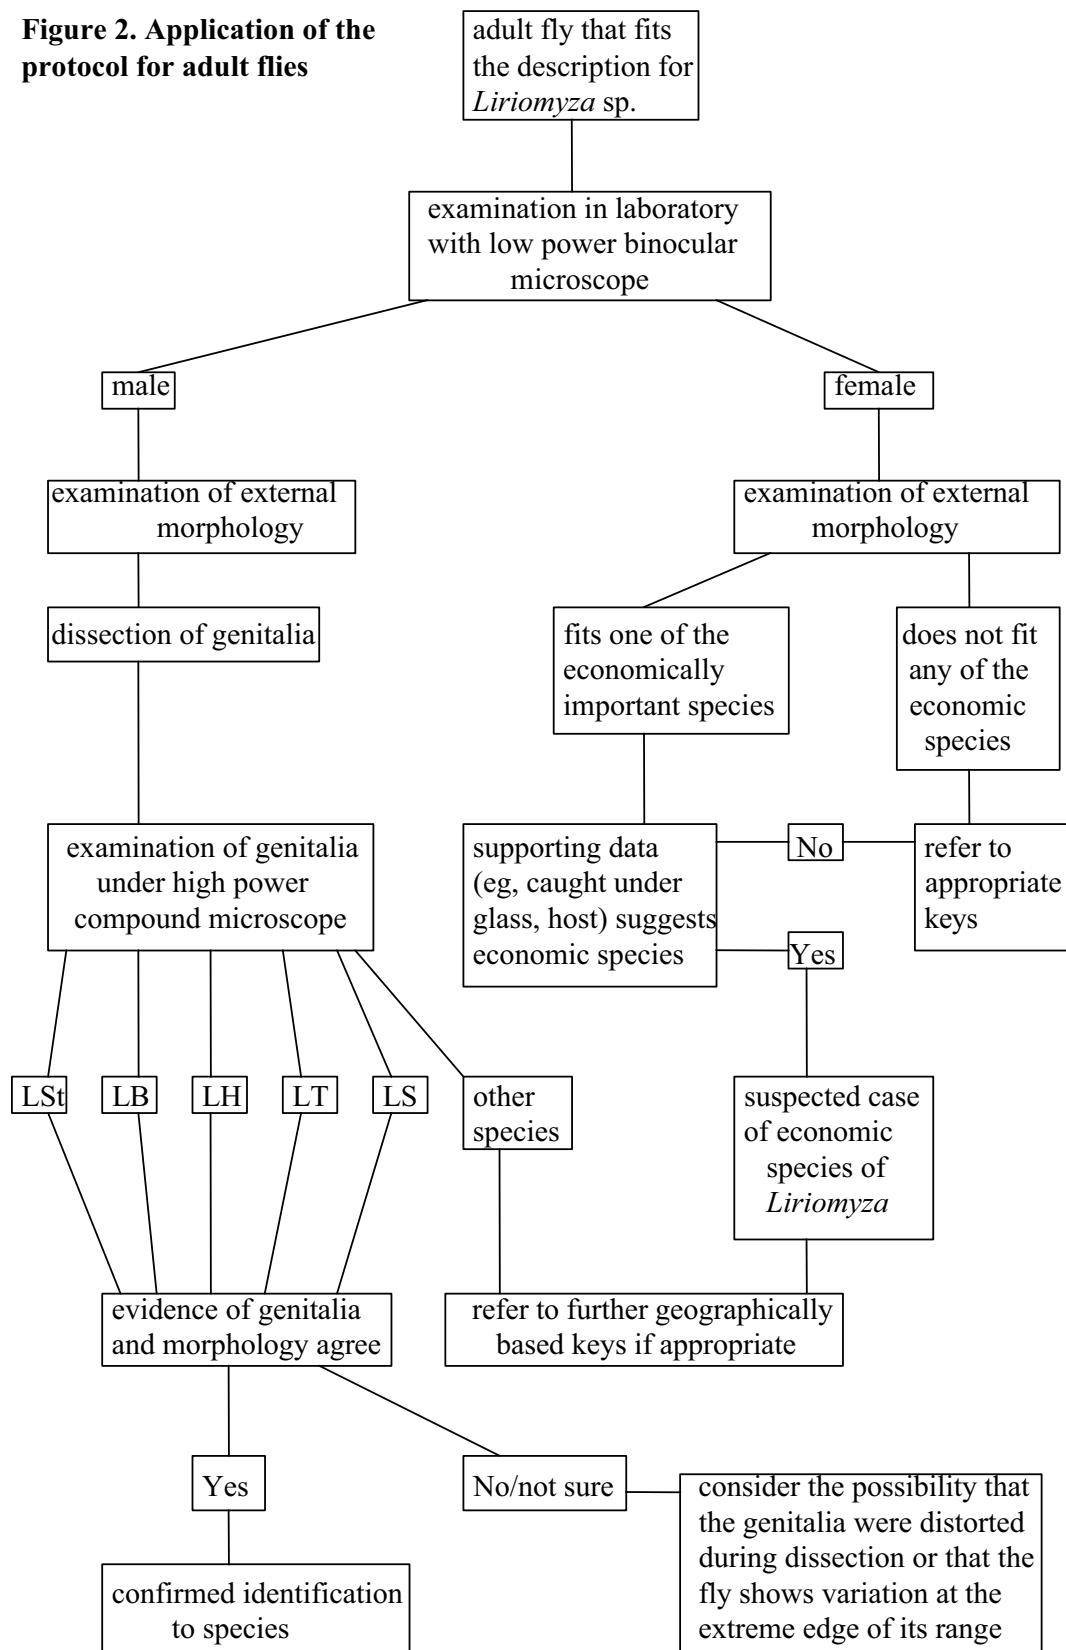 Figure 2. Application of the
protocol for adult flies
adult fly that fits
the description for
Liriomyza sp.
examination in laboratory
with low power binocular
microscope
male
female
examination of external
morphology
examination of external
morphology
dissection of genitalia
fits one of the
economically
important species
does not fit
any of the
economic
species
examination of genitalia
under high power
compound microscope
supporting data
(eg, caught under
glass, host) suggests
economic species
No
refer to
appropriate
keys
Yes
LSt
LB
LH
LT
LS
other
species
suspected case
of economic
species of
Liriomyza
evidence of genitalia
and morphology agree
refer to further geographically
based keys if appropriate
Yes
No/not sure
consider the possibility that
the genitalia were distorted
during dissection or that the
fly shows variation at the
extreme edge of its range
confirmed identification
to species